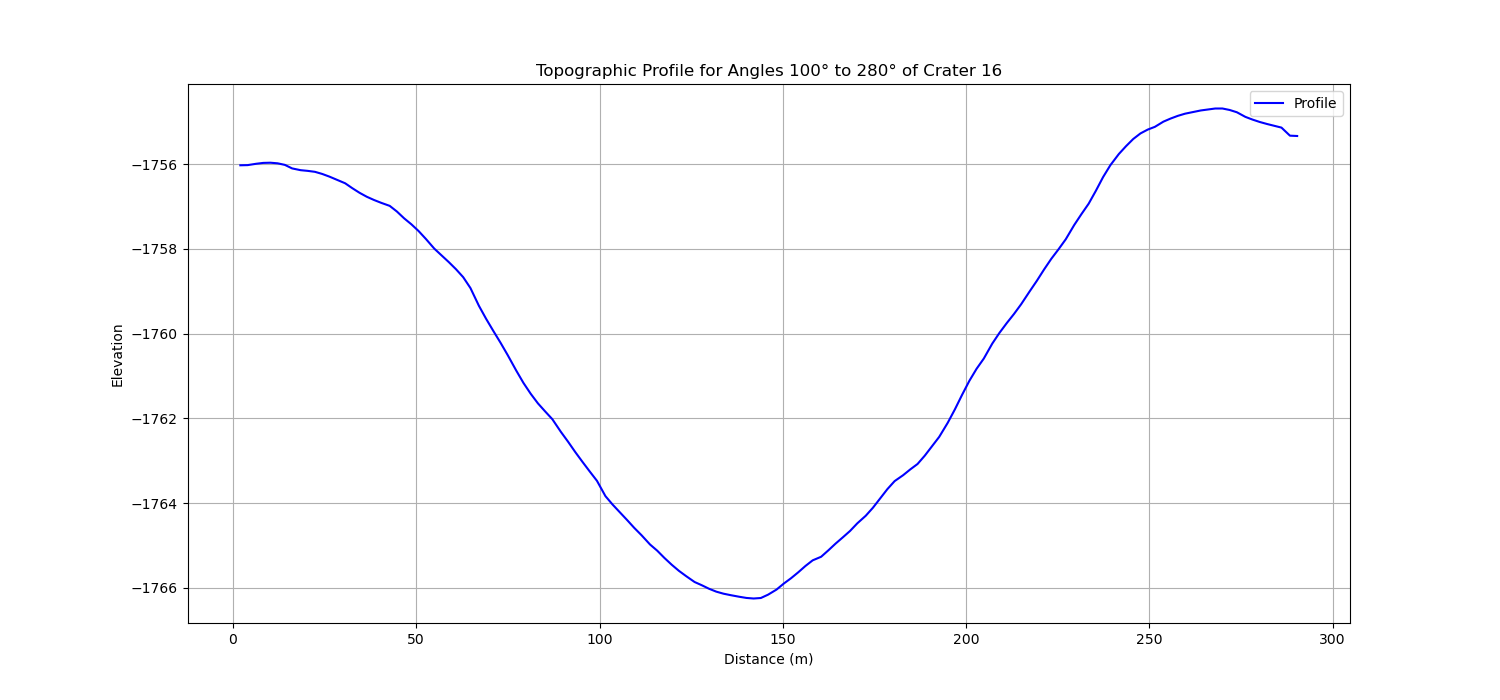 Topographic Profile for Angles 100° to 280° of Crater 16
Profile
Elevation
−1756
−1758
−1760
−1762
−1764
−1766
0 50 100 150 200 250 300
Distance (m)